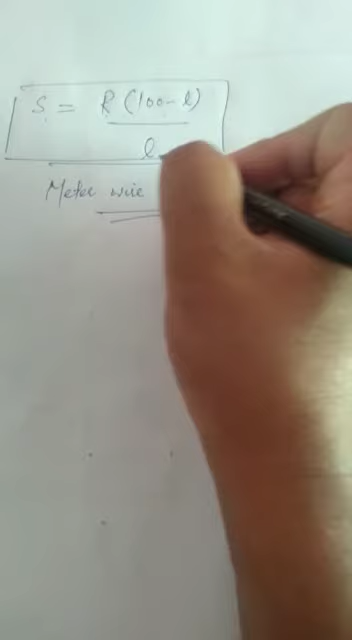 S = R (100 - l)
l
Meter wire